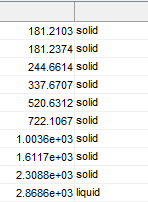 181.2103 solid
181.2374 solid
244.6614 solid
337.6707 solid
520.6312 solid
722.1067 solid
1.0036e+03 solid
1.6117e+03 solid
2.3088e+03 solid
2.8686e+03 liquid